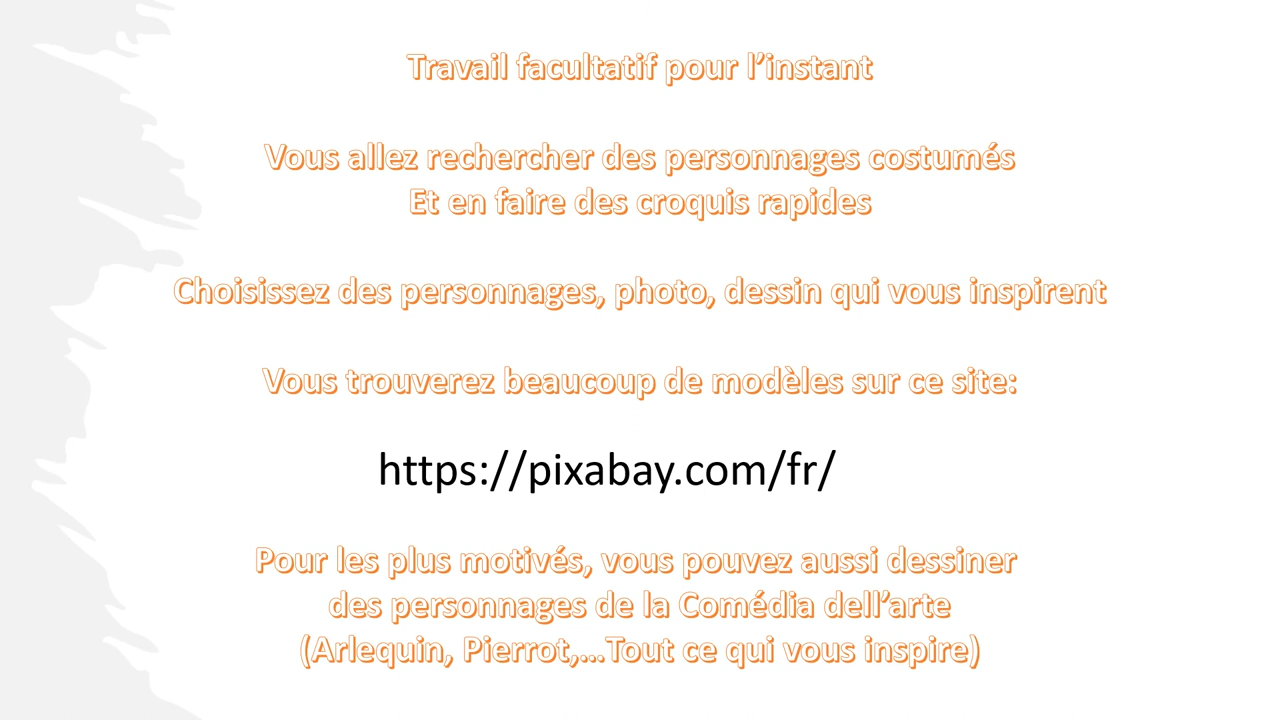 Travail facultatif pour l’instant
Vous allez rechercher des personnages costumés
Et en faire des croquis rapides
Choisissez des personnages, photo, dessin qui vous inspirent
Vous trouverez beaucoup de modèles sur ce site:
https://pixabay.com/fr/
Pour les plus motivés, vous pouvez aussi dessiner
des personnages de la Comédia dell’arte
(Arlequin, Pierrot,…Tout ce qui vous inspire)